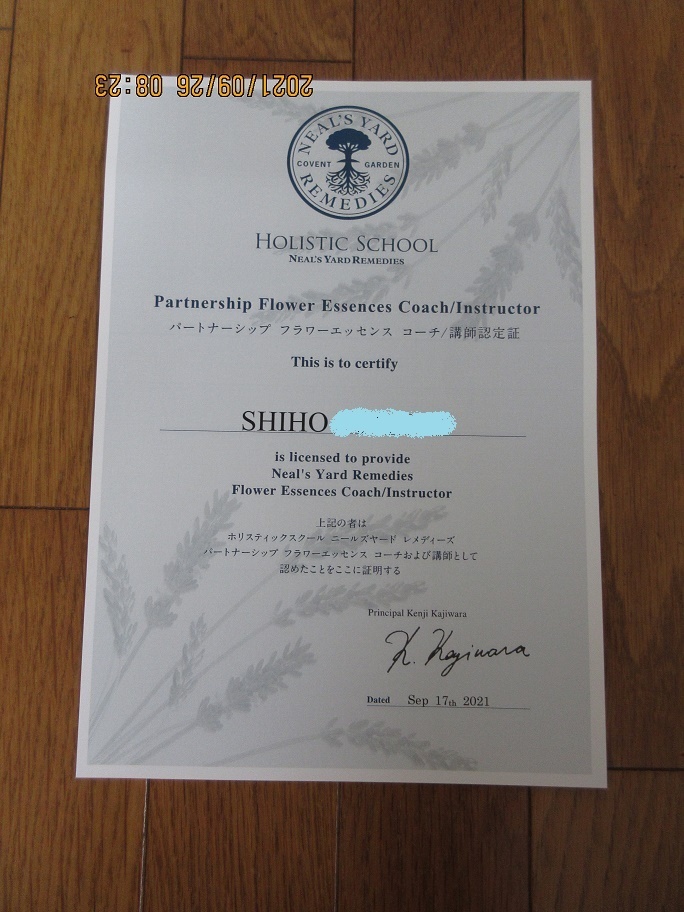 2021/09/26 08:23
NEAL'S YARD
COVENT GARDEN
REMEDIES
HOLISTIC SCHOOL
NEAL'S YARD REMEDIES
Partnership Flower Essences Coach/Instructor
パートナーシップ フラワーエッセンス コーチ/講師認定証
This is to certify
SHIHO
is licensed to provide
Neal's Yard Remedies
Flower Essences Coach/Instructor
上記の者は
ホリスティックスクール ニールズヤード レメディーズ
パートナーシップ フラワーエッセンス コーチおよび講師として
認めたことをここに証明する
Principal Kenji Kajiwara
K. Kajiwara
Dated Sep 17th 2021